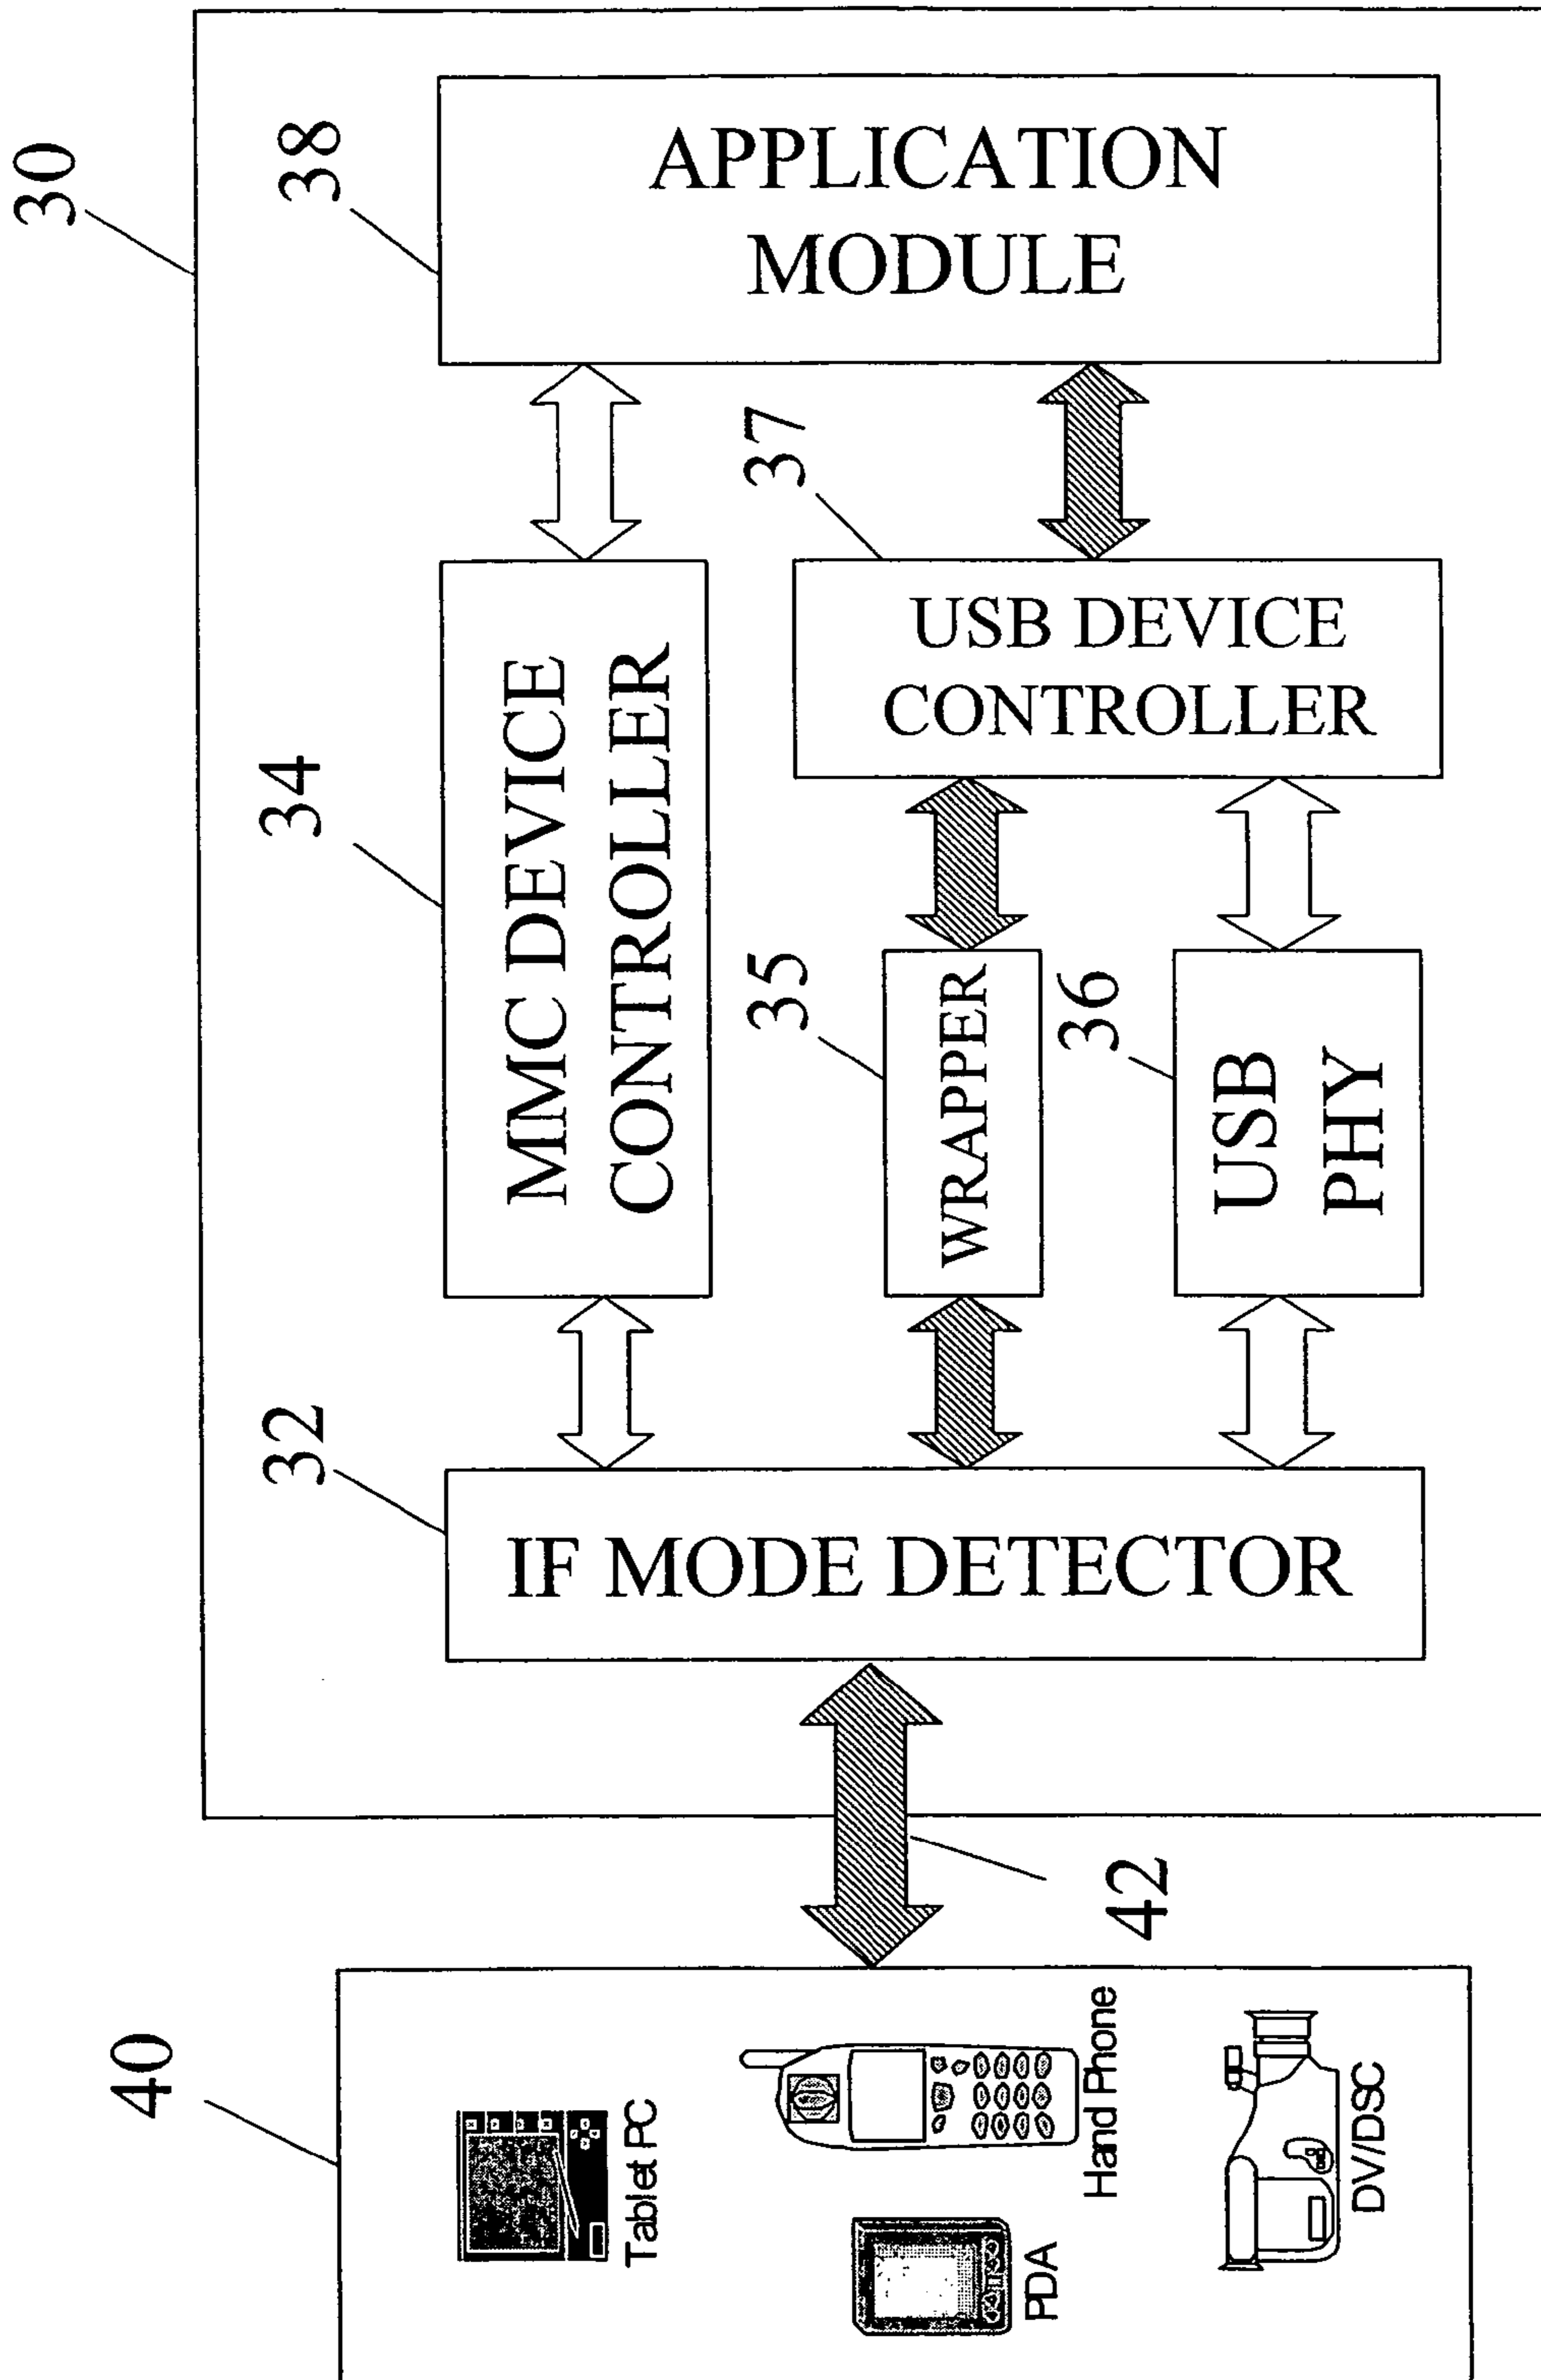 30
38
APPLICATION
MODULE
34
MMC DEVICE
CONTROLLER
37
USB DEVICE
CONTROLLER
35
WRAPPER
36
USB
PHY
32
IF MODE DETECTOR
42
40
Tablet PC
Hand Phone
PDA
DV/DSC